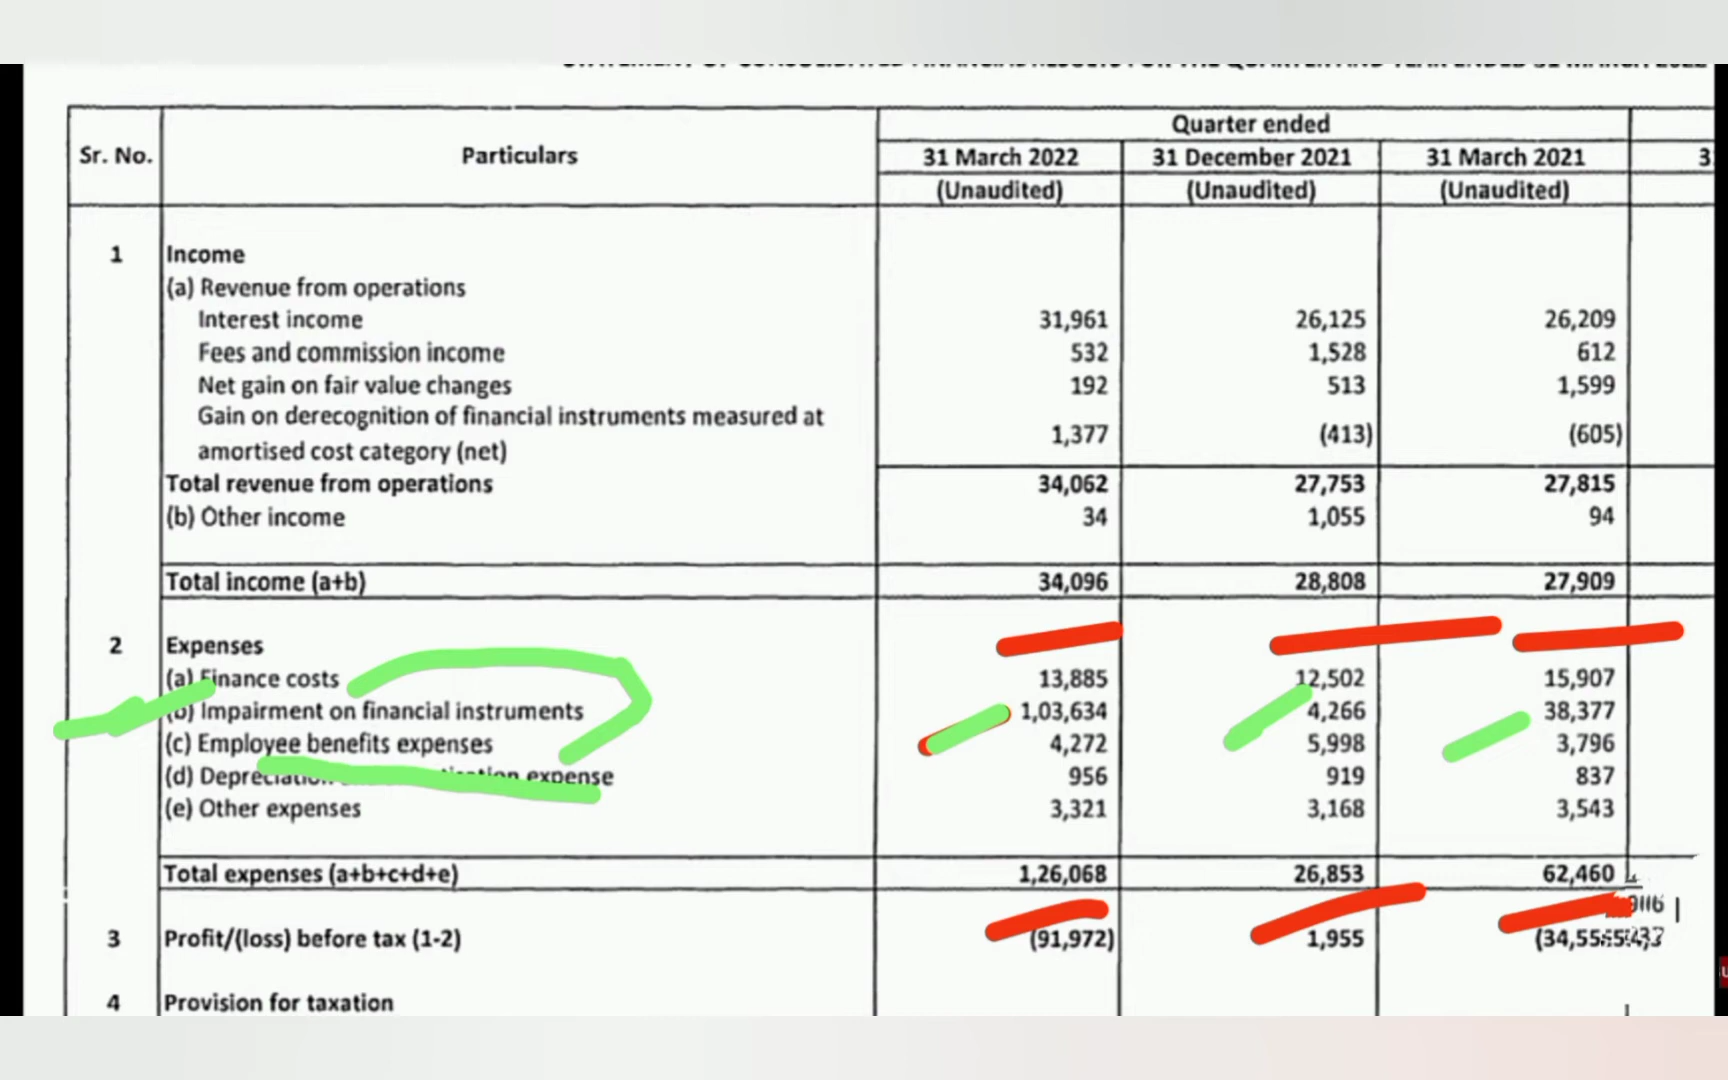 Quarter ended
Sr. No. Particulars 31 March 2022 31 December 2021 31 March 2021
(Unaudited) (Unaudited) (Unaudited)
1 Income
(a) Revenue from operations
Interest income 31,961 26,125 26,209
Fees and commission income 532 1,528 612
Net gain on fair value changes 192 513 1,599
Gain on derecognition of financial instruments measured at
amortised cost category (net) 1,377 (413) (605)
Total revenue from operations 34,062 27,753 27,815
(b) Other income 34 1,055 94
Total income (a+b) 34,096 28,808 27,909
2 Expenses
(a) Finance costs 13,885 12,502 15,907
(b) Impairment on financial instruments 1,03,634 4,266 38,377
(c) Employee benefits expenses 4,272 5,998 3,796
(d) expense 956 919 837
(e) Other expenses 3,321 3,168 3,543
Total expenses (a+b+c+d+e) 1,26,068 26,853 62,460
3 Profit/(loss) before tax (1-2) (91,972) 1,955
4 Provision for taxation